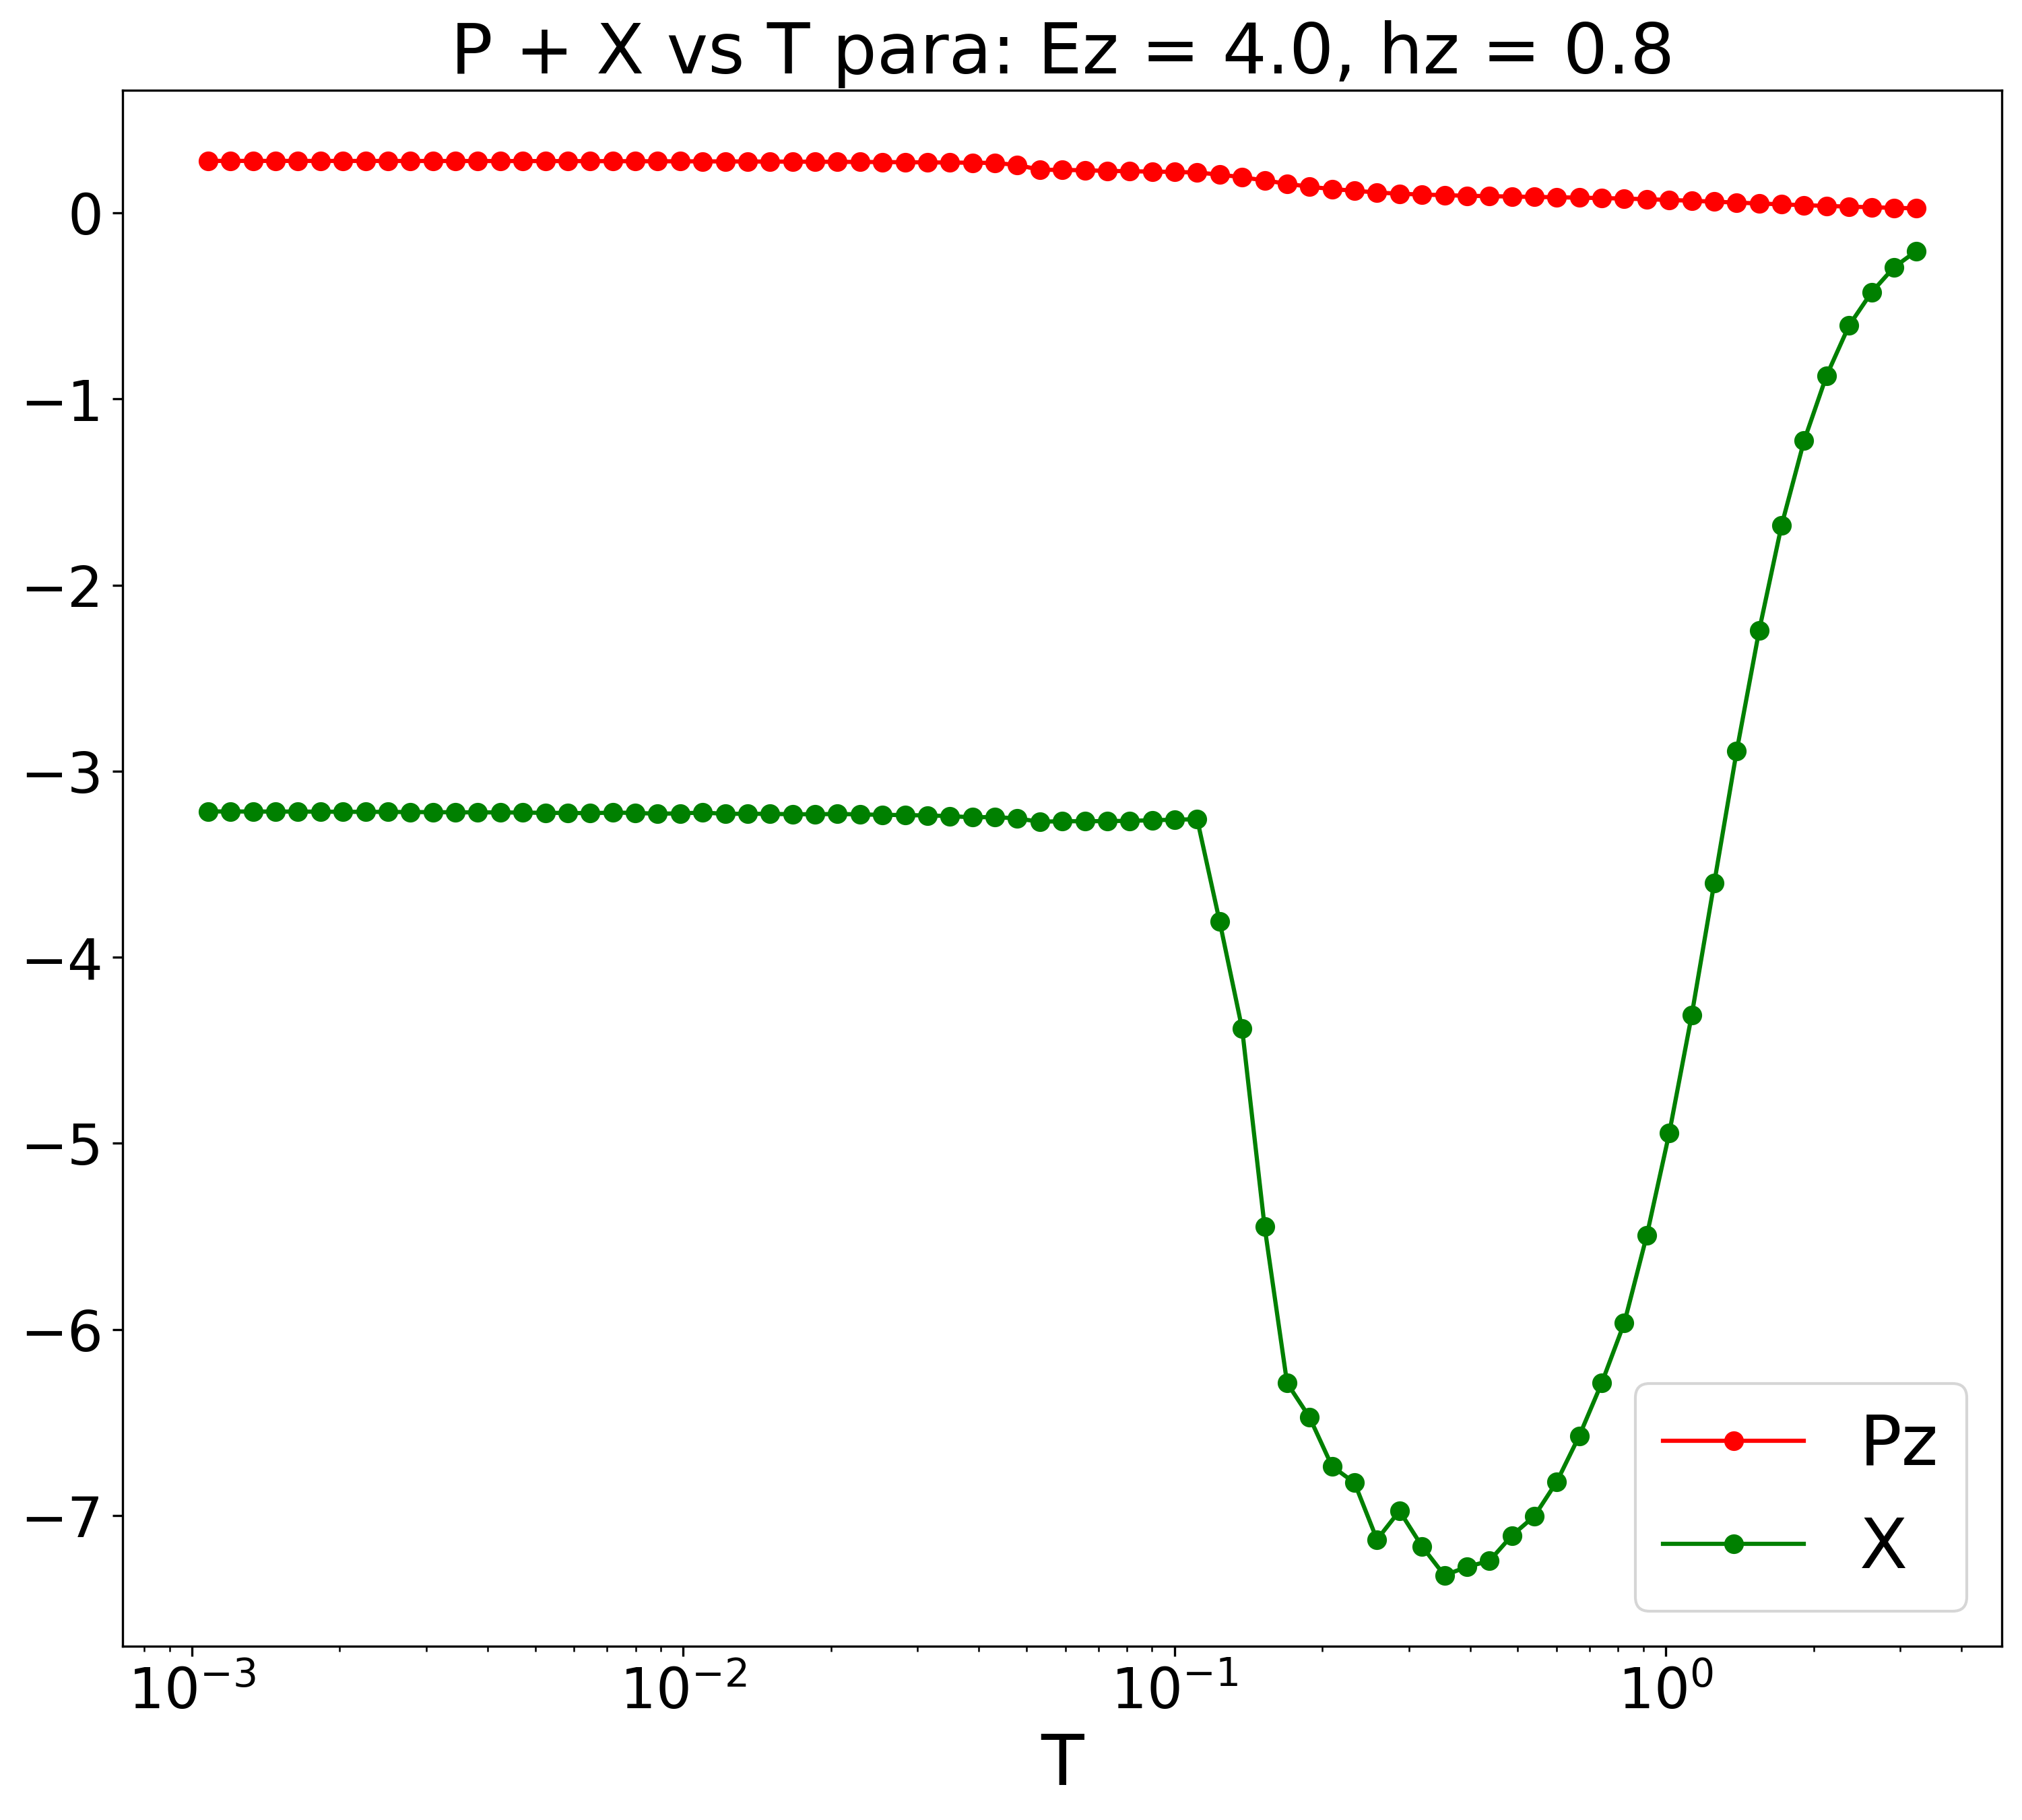 P + X vs T para: Ez = 4.0, hz = 0.8
0
−1
−2
−3
−4
−5
−6
−7
Pz
X
10⁻³ 10⁻² 10⁻¹ 10⁰
T